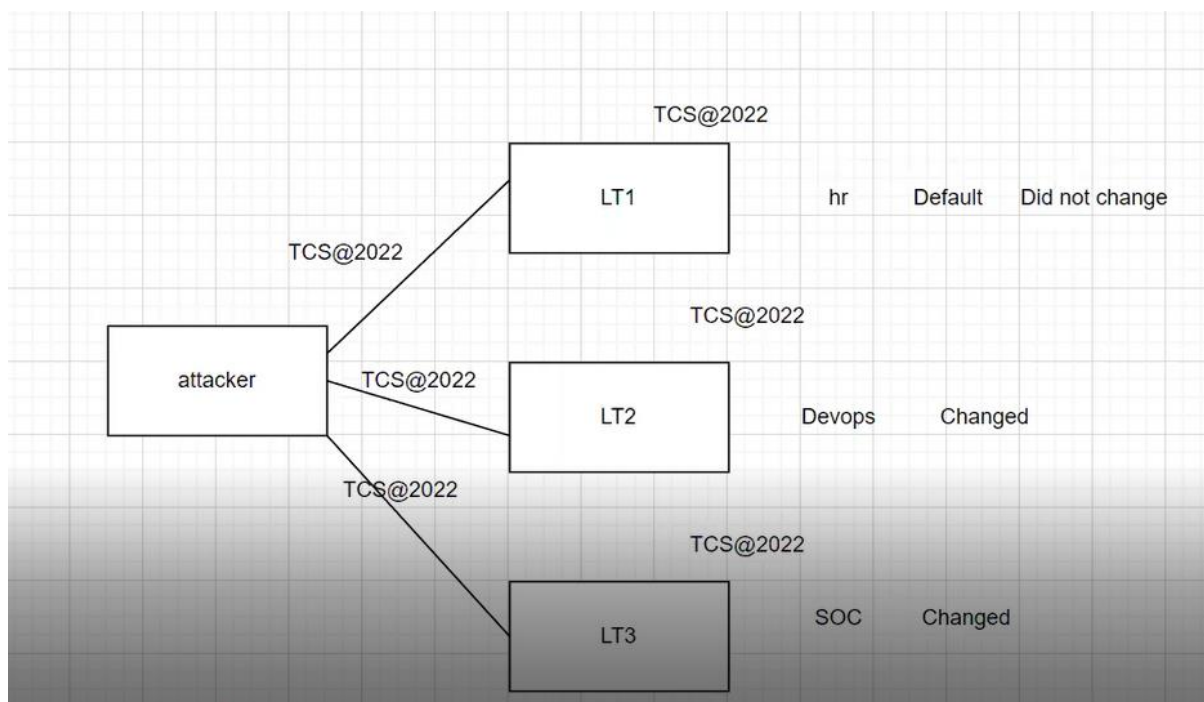 TCS@2022
LT1
hr Default Did not change
TCS@2022
TCS@2022
attacker
TCS@2022
LT2
Devops Changed
TCS@2022
TCS@2022
LT3
SOC Changed